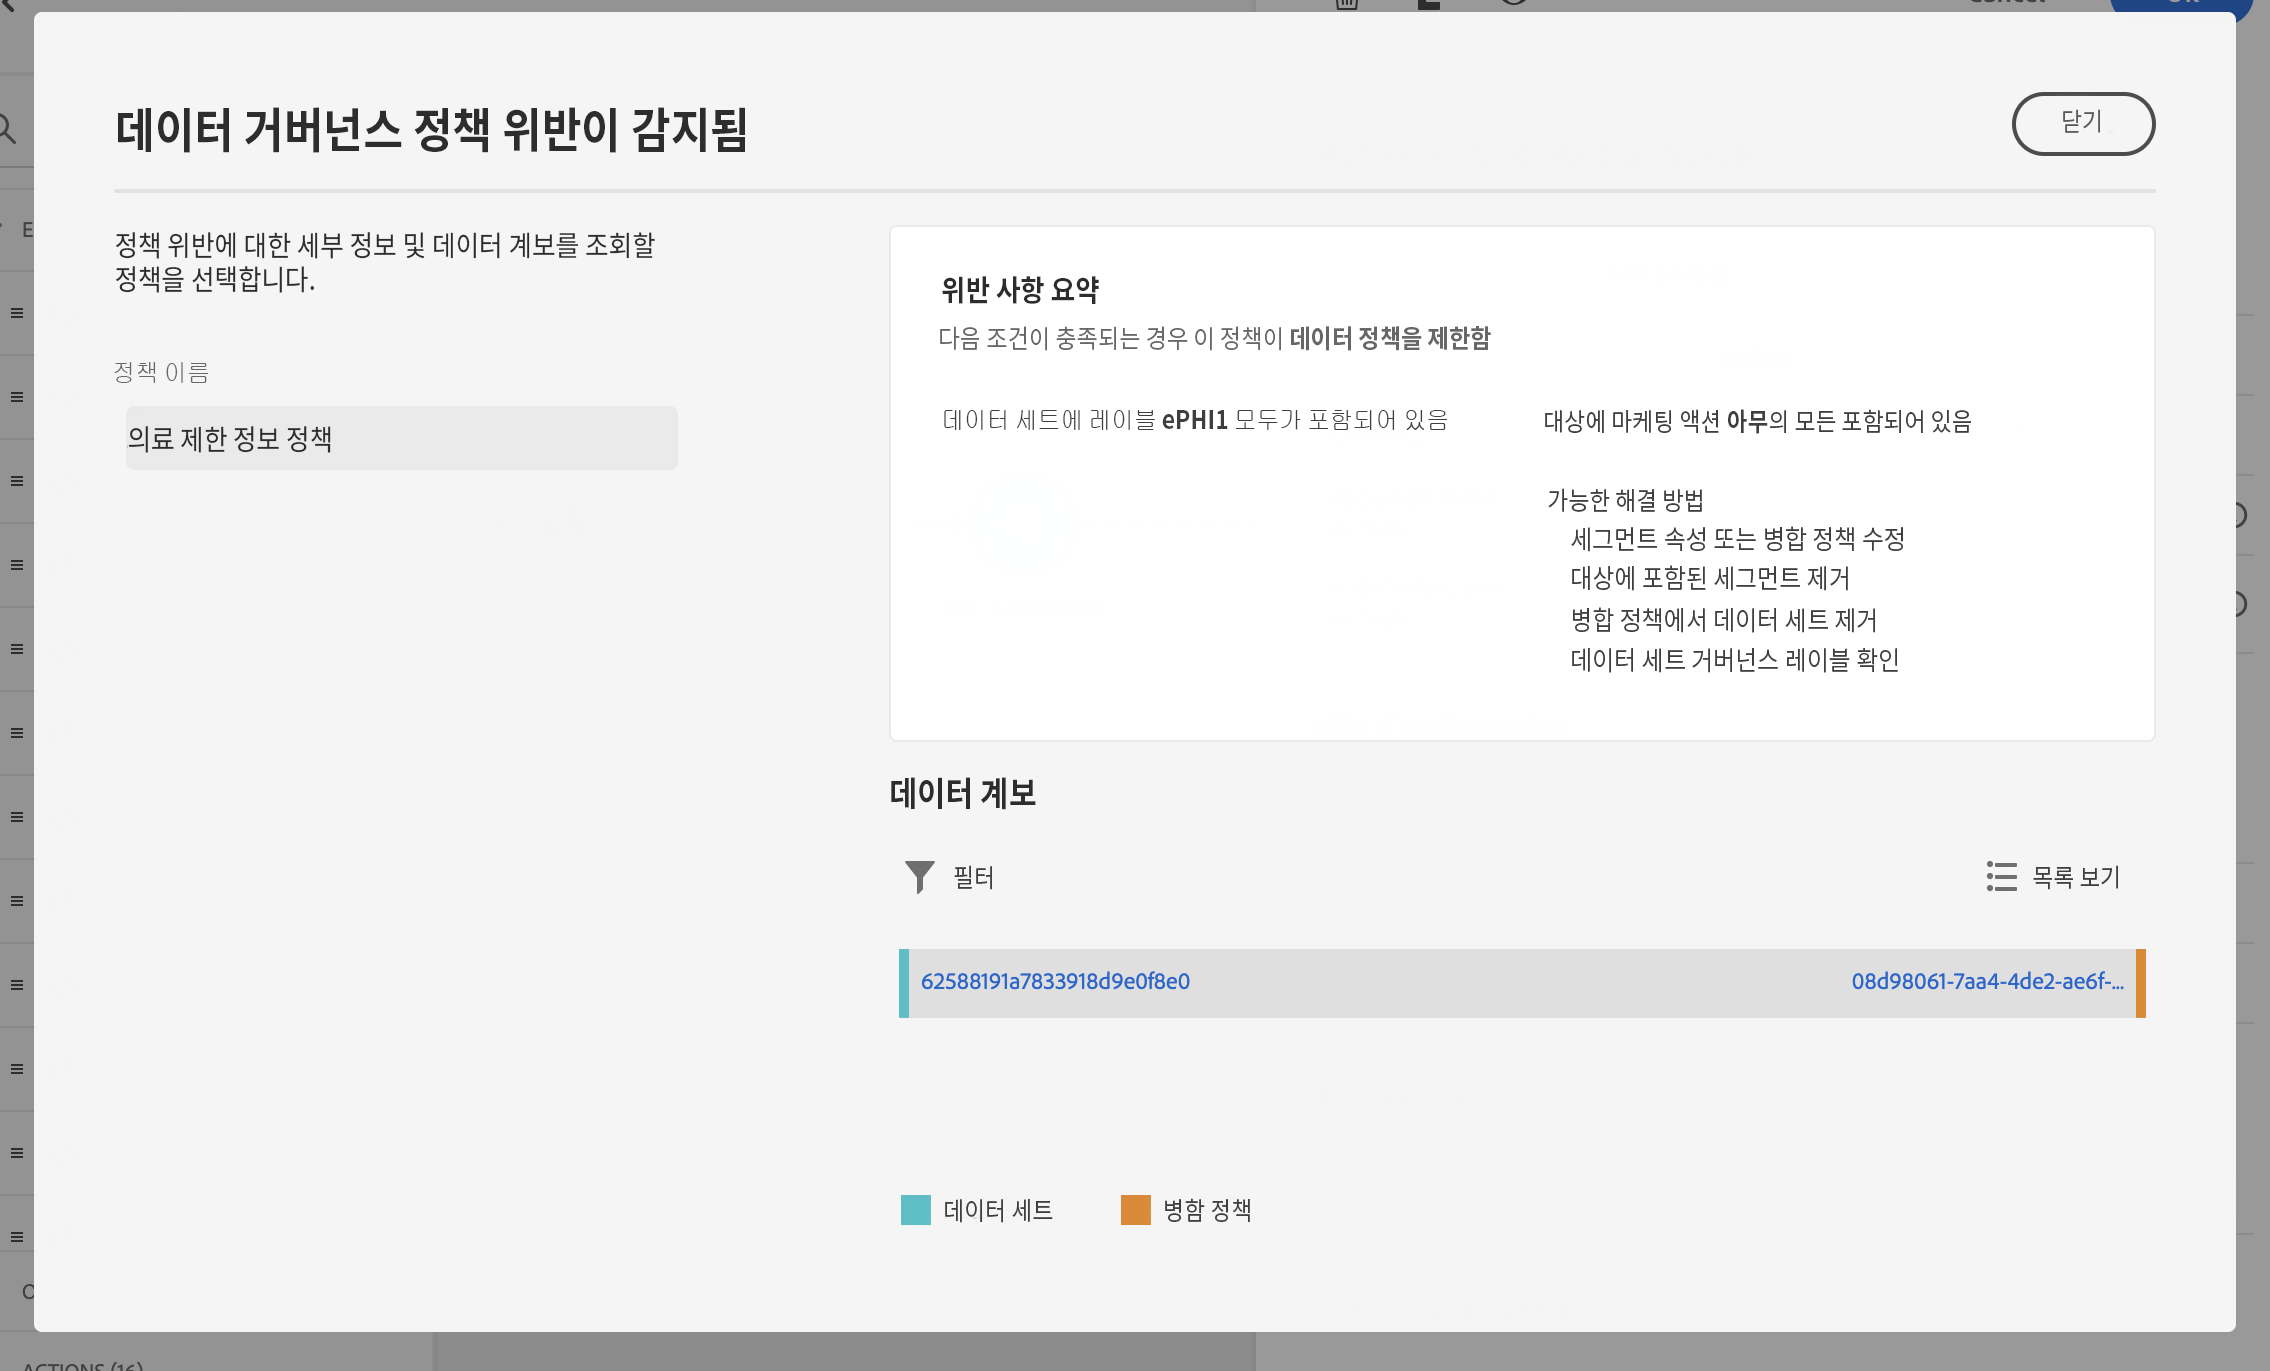 데이터 거버넌스 정책 위반이 감지됨
닫기
정책 위반에 대한 세부 정보 및 데이터 계보를 조회할
정책을 선택합니다.
정책 이름
의료 제한 정보 정책
위반 사항 요약
다음 조건이 충족되는 경우 이 정책이 데이터 정책을 제한함
데이터 세트에 레이블 ePHI1 모두가 포함되어 있음
대상에 마케팅 액션 아무의 모든 포함되어 있음
가능한 해결 방법
세그먼트 속성 또는 병합 정책 수정
대상에 포함된 세그먼트 제거
병합 정책에서 데이터 세트 제거
데이터 세트 거버넌스 레이블 확인
데이터 계보
필터
목록 보기
62588191a7833918d9e0f8e0
08d98061-7aa4-4de2-ae6f-...
데이터 세트
병함 정책
ACTIONS (16)